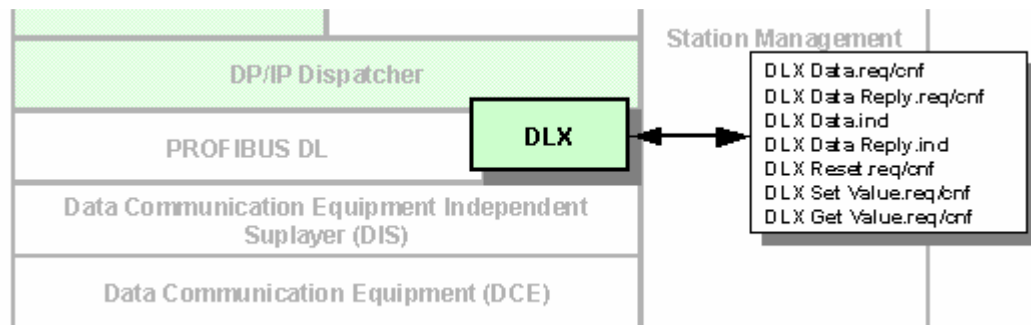 Station Management
DP/IP Dispatcher
PROFIBUS DL
DLX
DLX Data.req/cnf
DLX Data Reply.req/cnf
DLX Data.ind
DLX Data Reply.ind
DLX Reset.req/cnf
DLX Set Value.req/cnf
DLX Get Value.req/cnf
Data Communication Equipment Independent
Suplayer (DIS)
Data Communication Equipment (DCE)